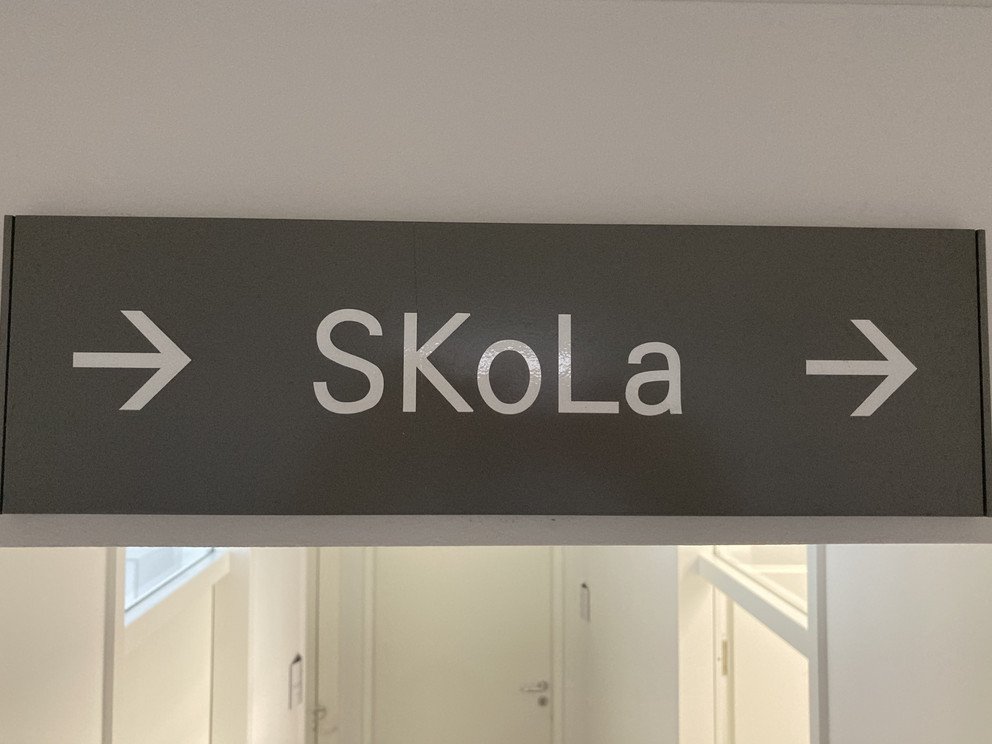 → SKoLa →